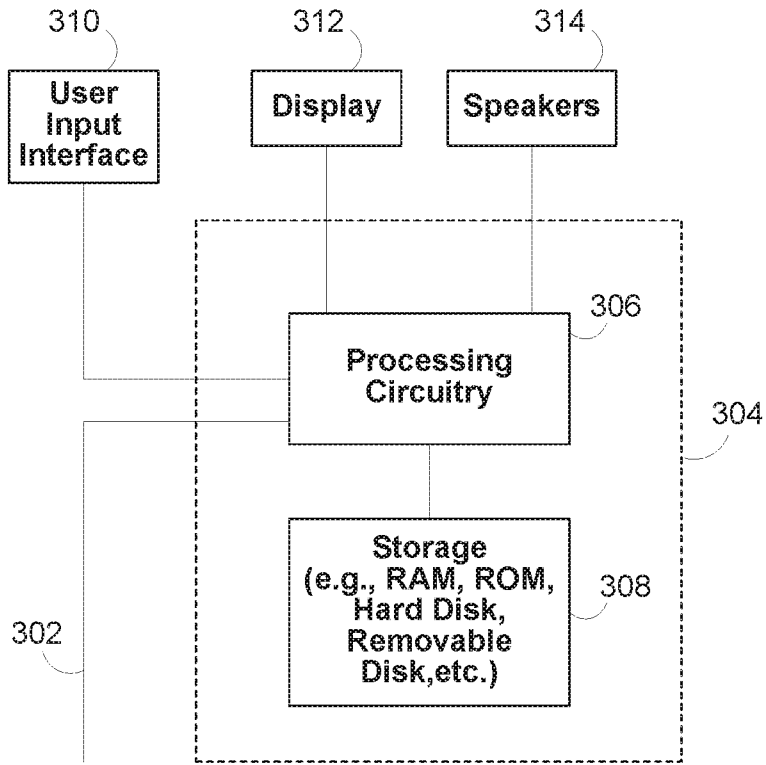 310
312
314
User
Input
Interface
Display
Speakers
306
Processing
Circuitry
304
Storage
(e.g., RAM, ROM,
Hard Disk,
Removable
Disk,etc.)
308
302